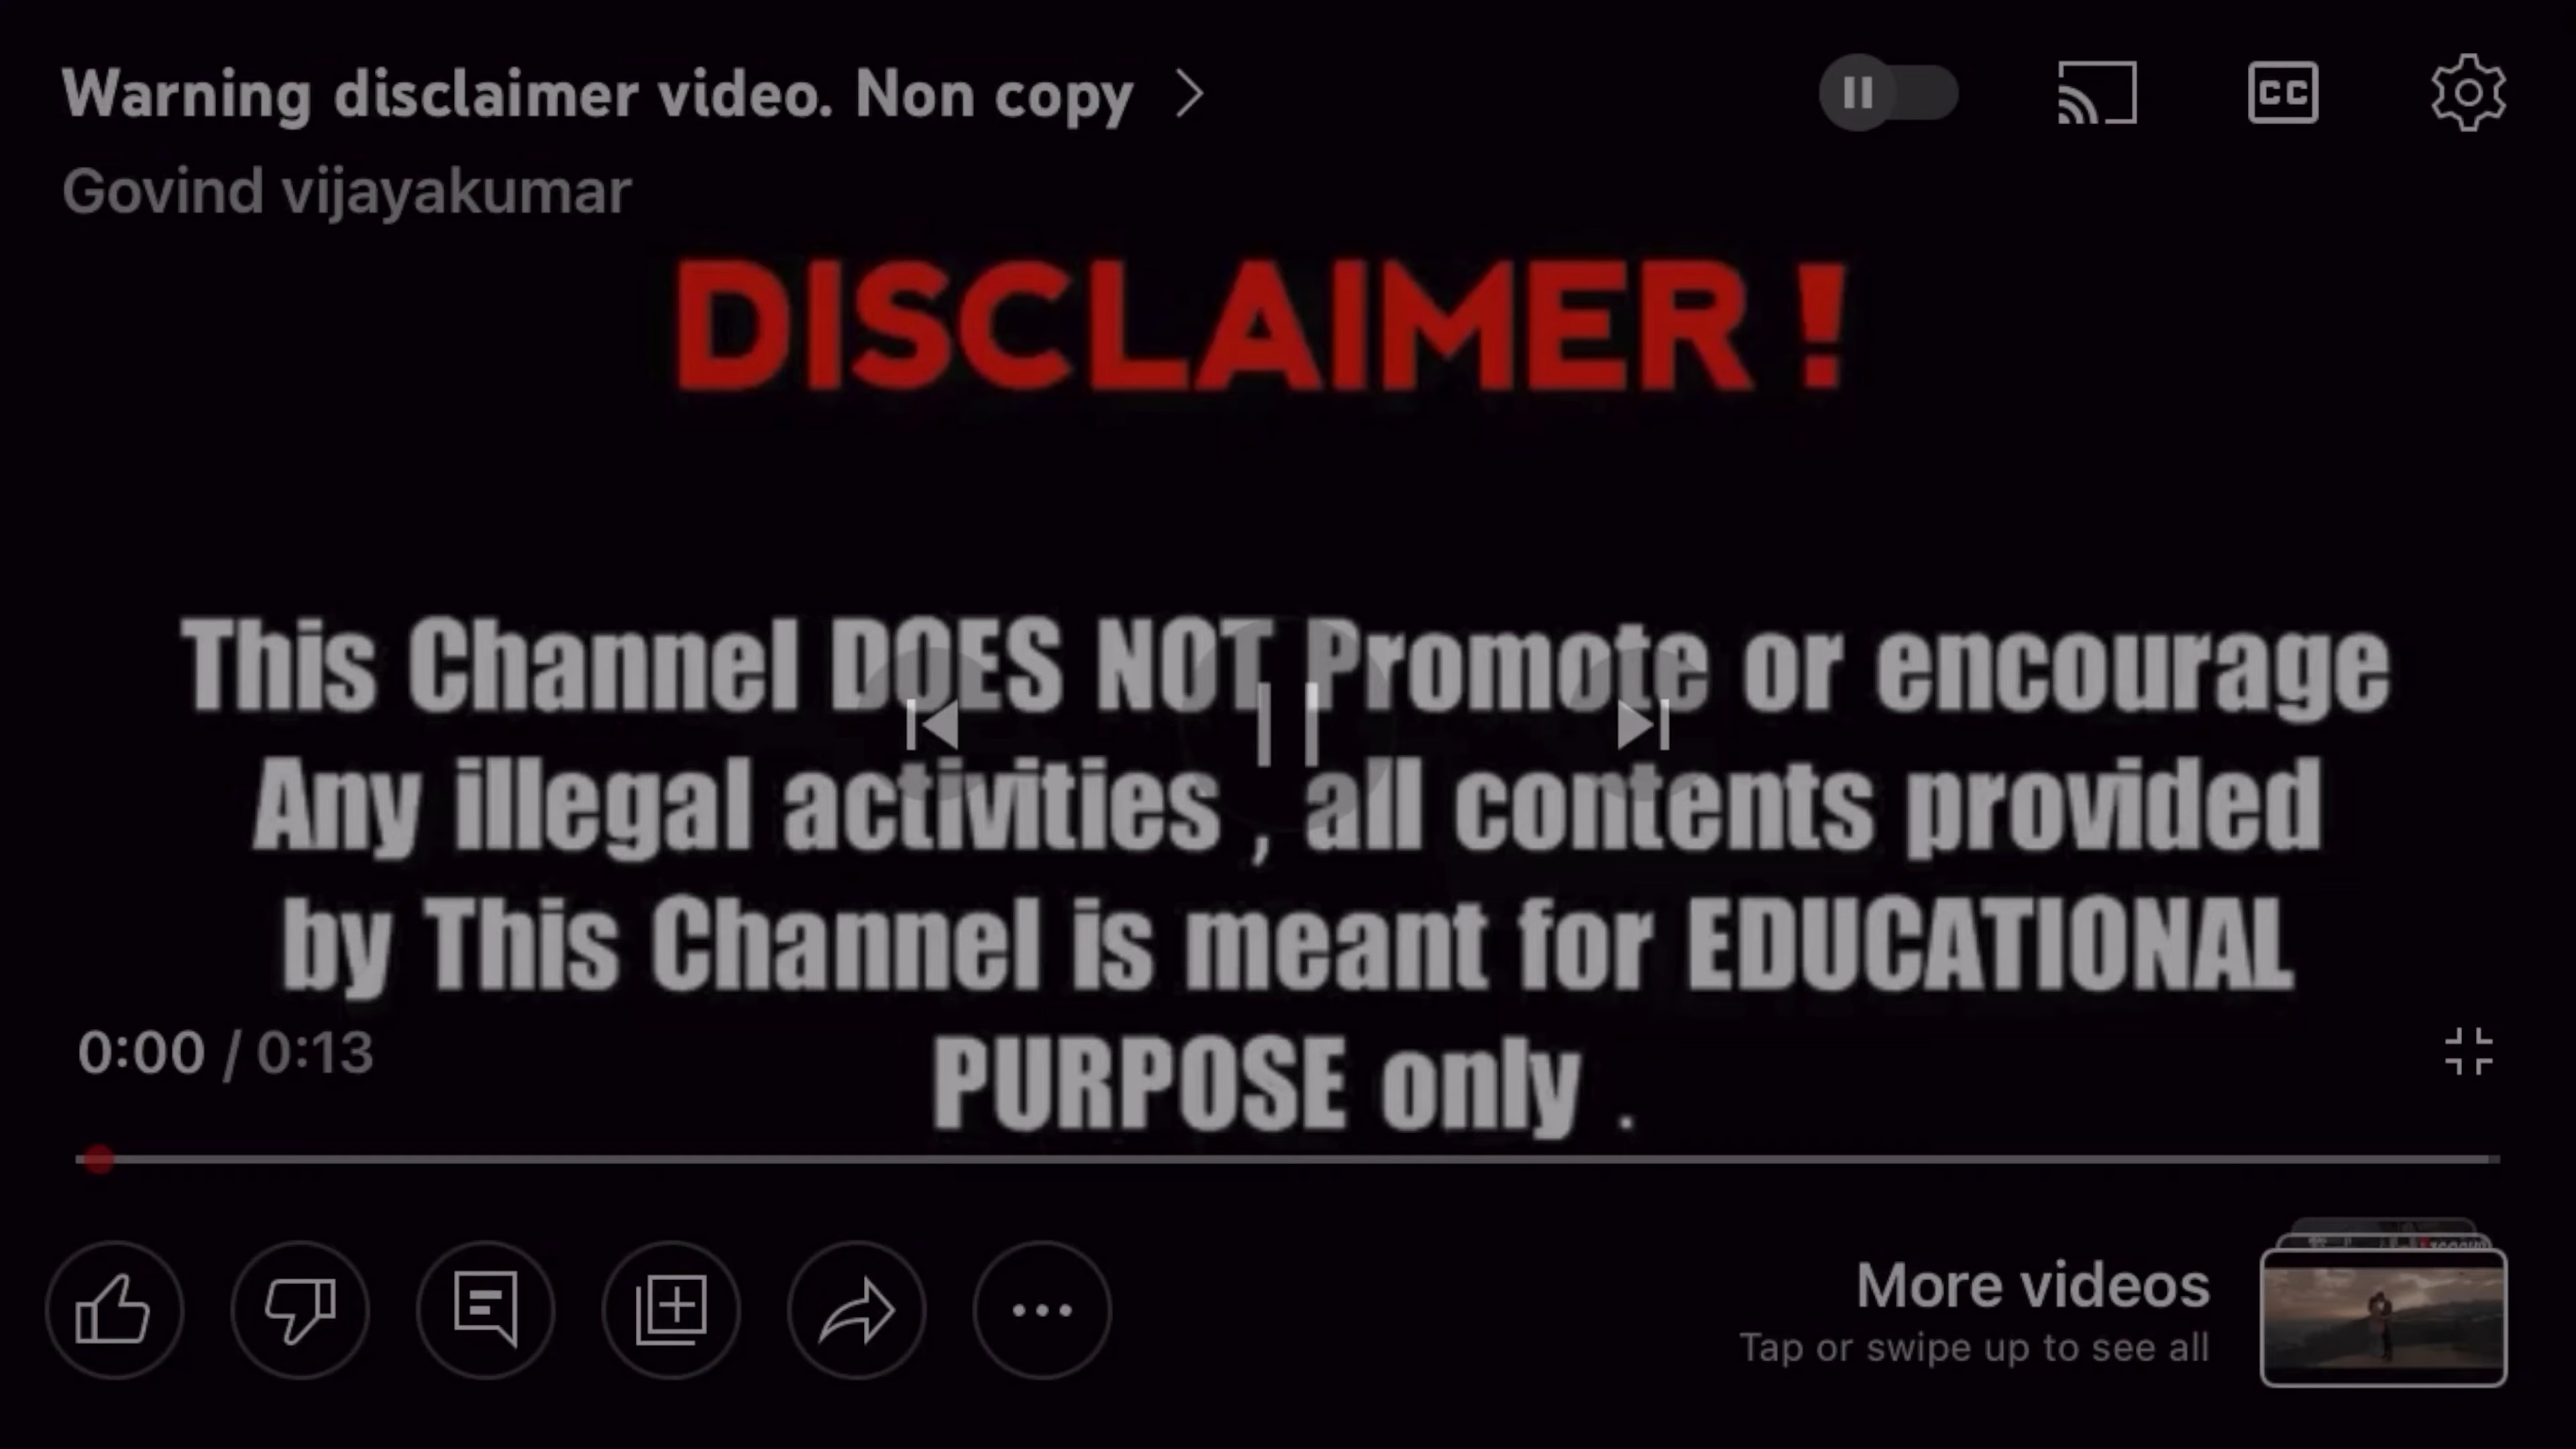 Warning disclaimer video. Non copy
CC
Govind vijayakumar
DISCLAIMER !
This Channel DOES NOT Promote or encourage
Any illegal activities , all contents provided
by This Channel is meant for EDUCATIONAL
PURPOSE only .
0:00 / 0:13
More videos
Tap or swipe up to see all